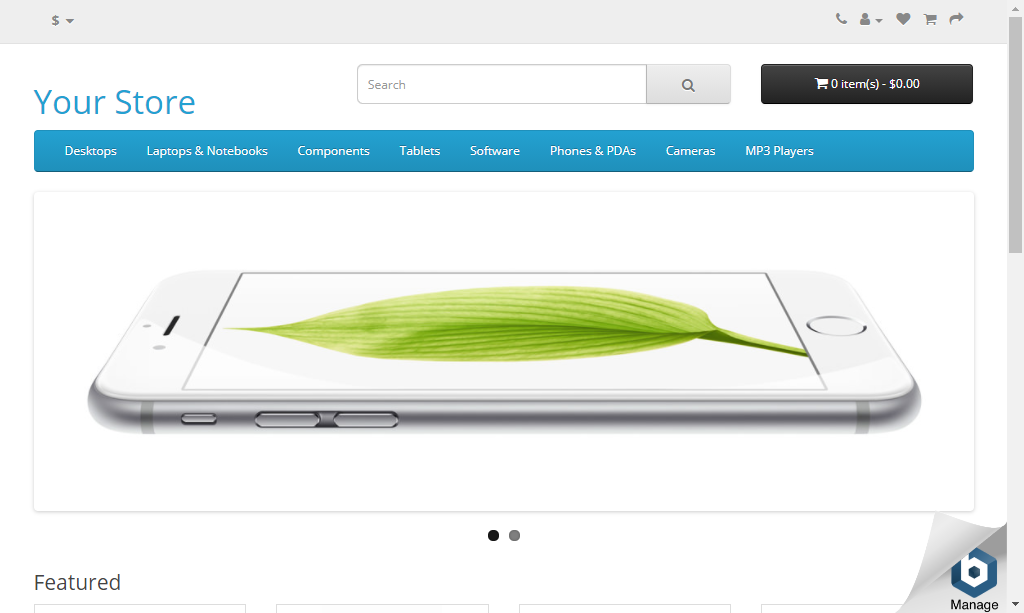 $
Your Store
Search
0 item(s) - $0.00
Desktops
Laptops & Notebooks
Components
Tablets
Software
Phones & PDAs
Cameras
MP3 Players
Featured
Manage